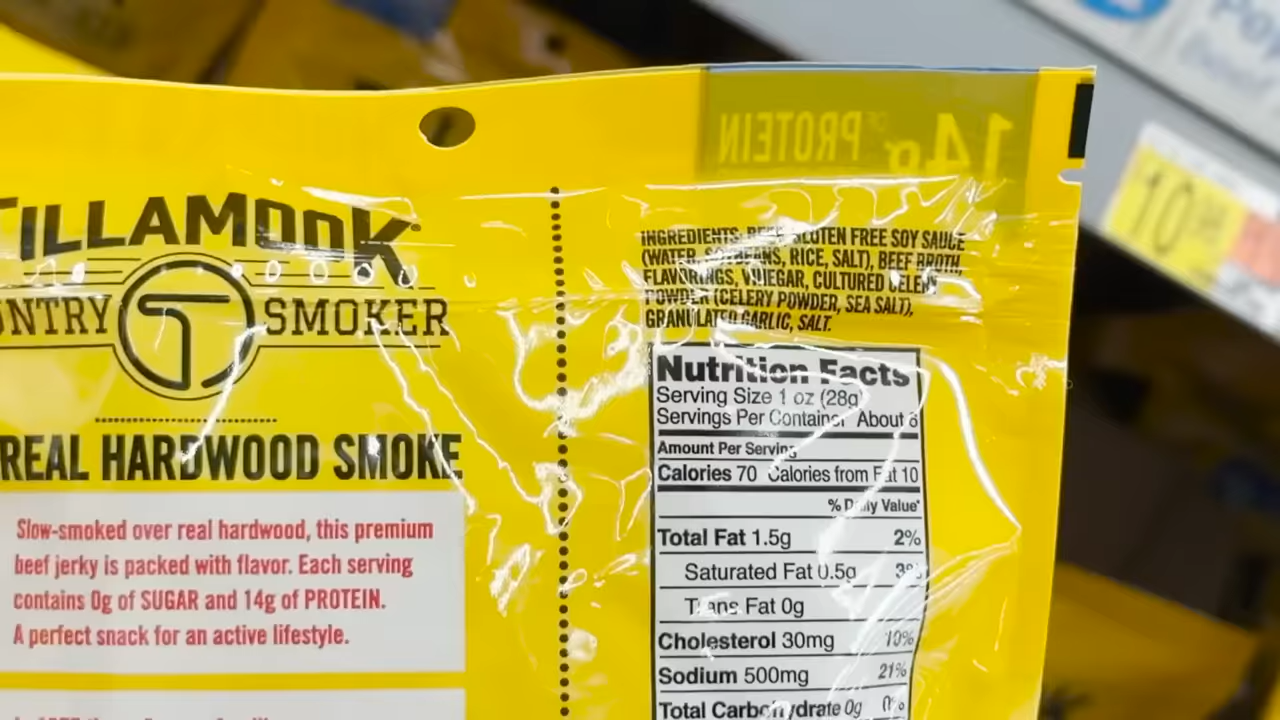 14g OF PROTEIN
TILLAMOOK
NTRY SMOKER
REAL HARDWOOD SMOKE
Slow-smoked over real hardwood, this premium
beef jerky is packed with flavor. Each serving
contains 0g of SUGAR and 14g of PROTEIN.
A perfect snack for an active lifestyle.
INGREDIENTS: BEEF, GLUTEN FREE SOY SAUCE
(WATER, SOYBEANS, RICE, SALT), BEEF BROTH,
FLAVORINGS, VINEGAR, CULTURED CELERY
POWDER (CELERY POWDER, SEA SALT),
GRANULATED GARLIC, SALT.
Nutrition Facts
Serving Size 1 oz (28g)
Servings Per Container About
Amount Per Serving
Calories 70 Calories from Fat 10
% Daily Value*
Total Fat 1.5g 2%
Saturated Fat 0.5g 3%
Trans Fat 0g
Cholesterol 30mg 10%
Sodium 500mg 21%
Total Carbohydrate 0g 0%
10